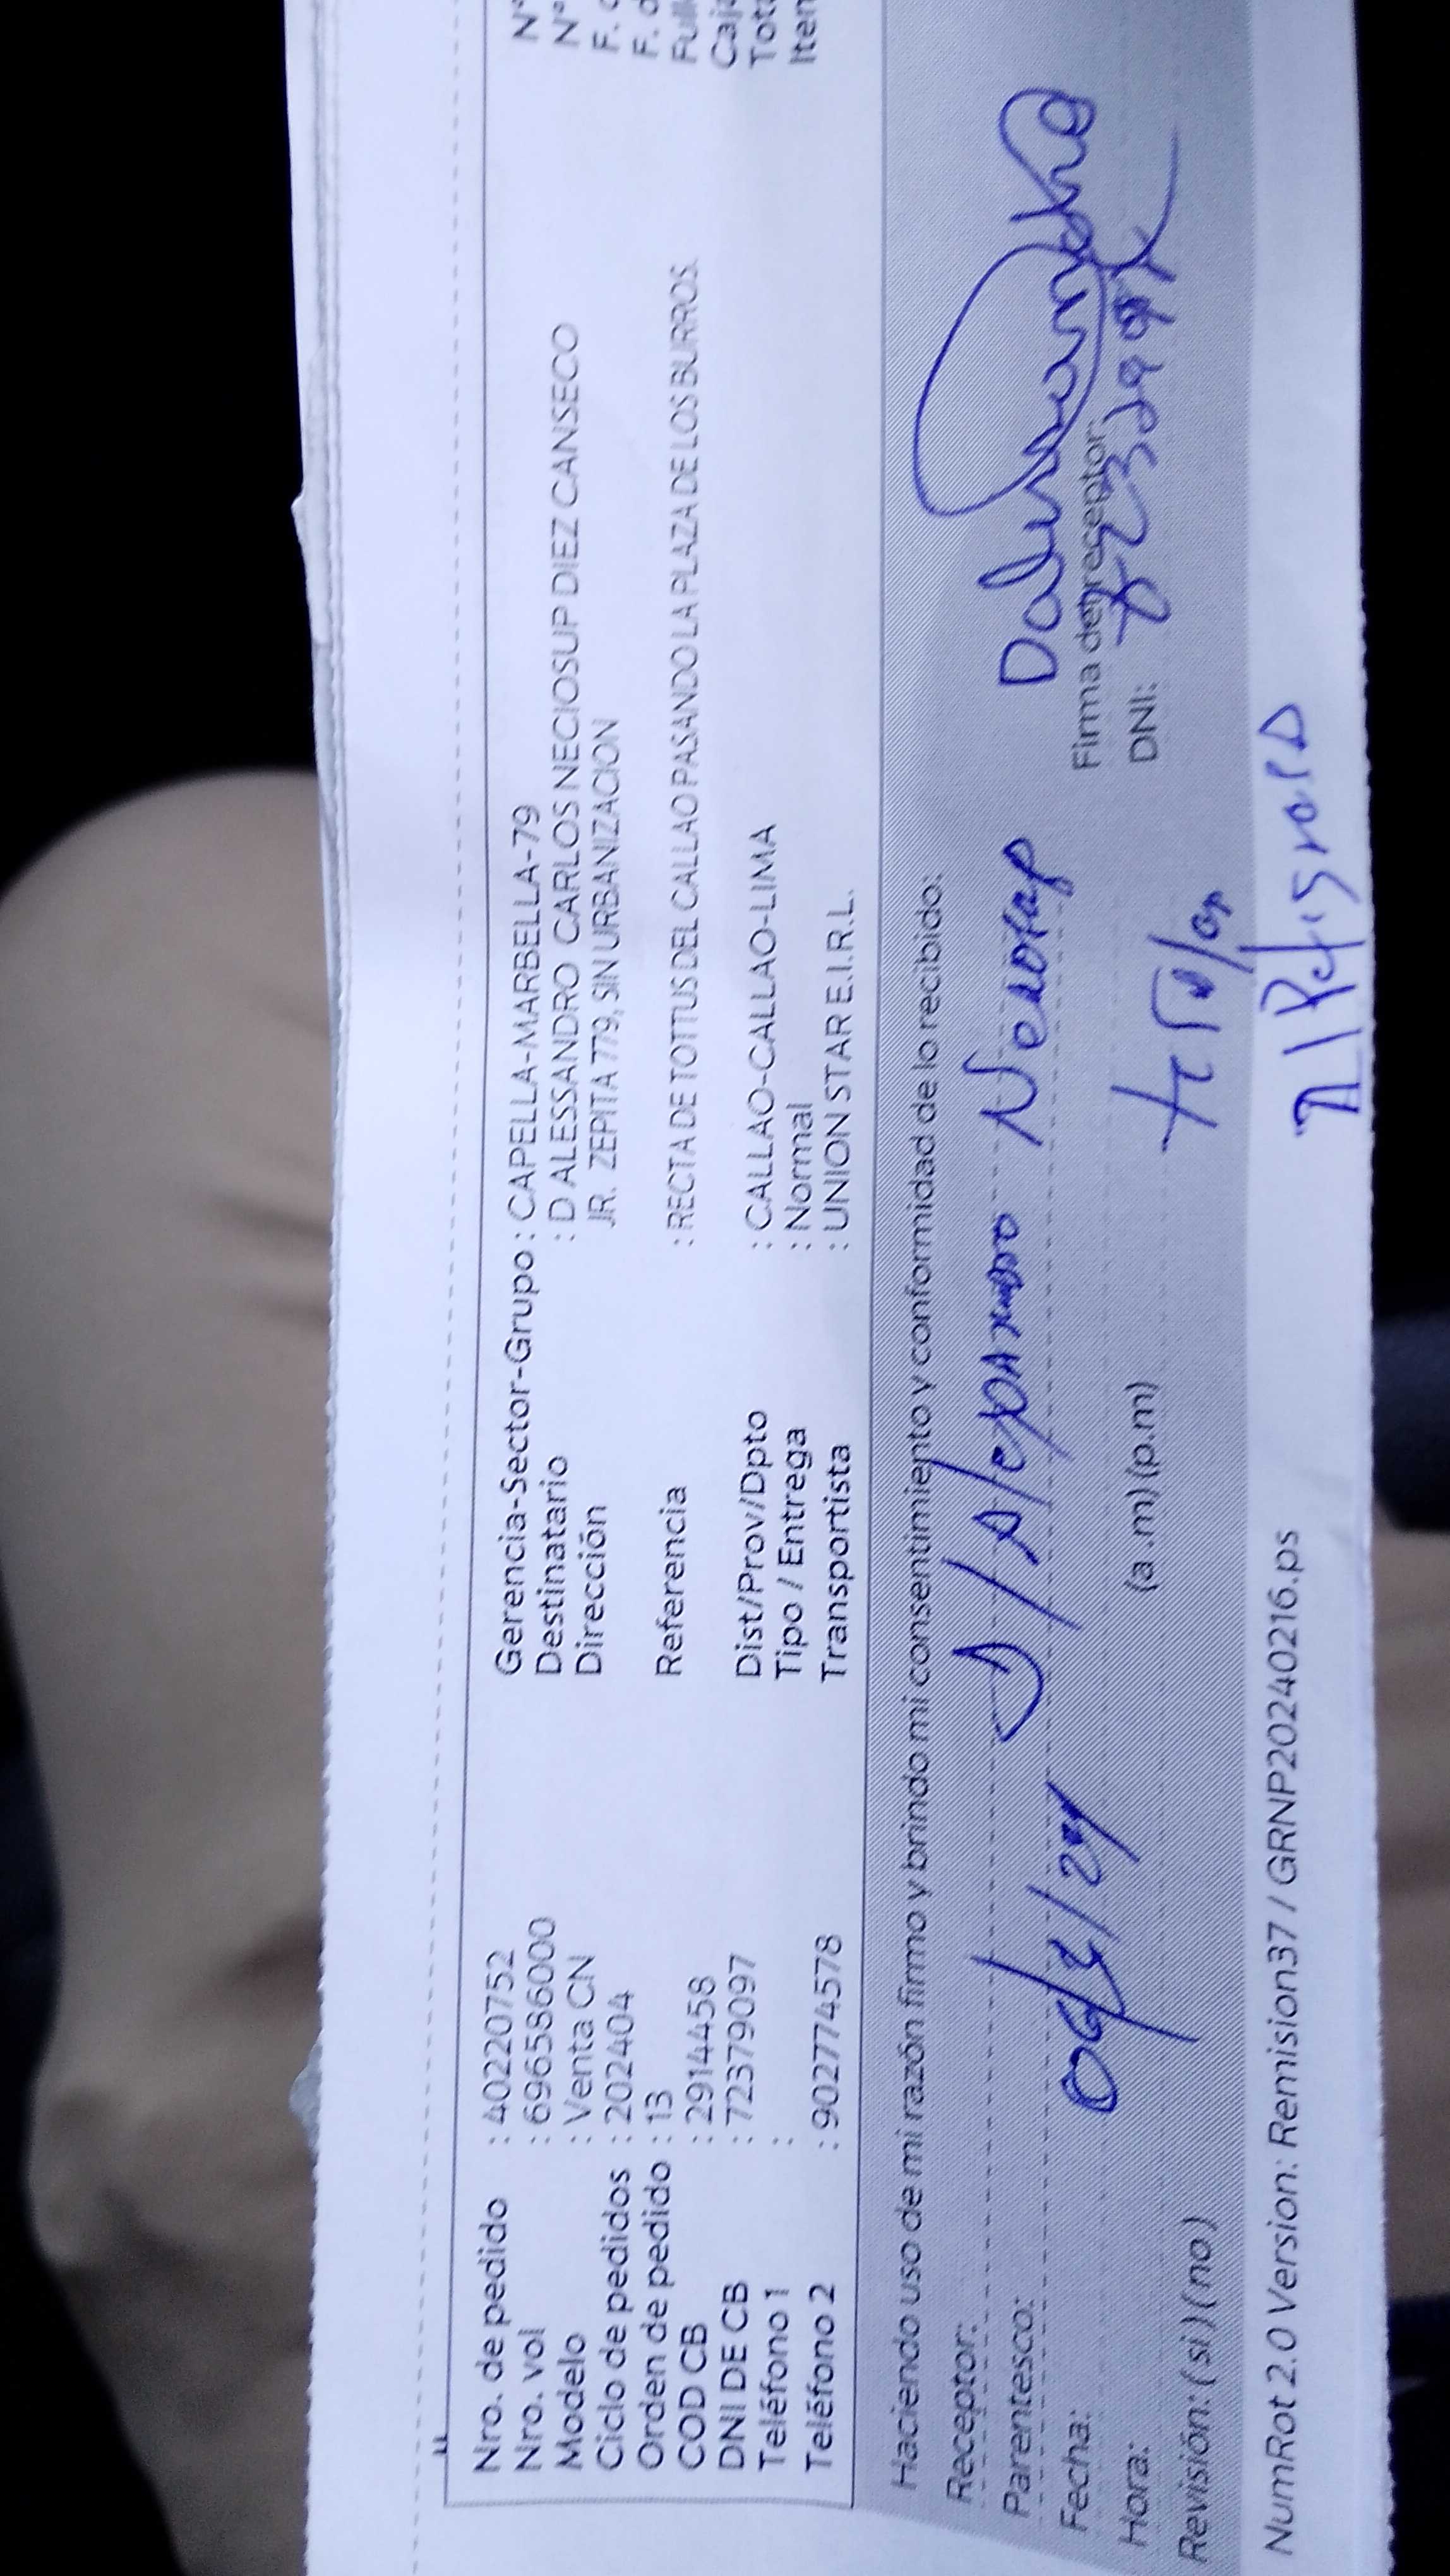 Nro. de pedido : 40220752
Nro. vol : 696586000
Modelo : Venta CN
Ciclo de pedidos : 202404
Orden de pedido : 13
COD CB : 2914458
DNI DE CB : 72379097
Teléfono 1 :
Teléfono 2 : 902774578
Gerencia-Sector-Grupo : CAPELLA-MARBELLA-79
Destinatario : D ALESSANDRO CARLOS NECIOSUP DIEZ CANSECO
Dirección JR. ZEPITA 779, SIN URBANIZACION
Referencia : RECTA DE TOTTUS DEL CALLAO PASANDO LA PLAZA DE LOS BURROS.
Dist/Prov/Dpto : CALLAO-CALLAO-LIMA
Tipo / Entrega : Normal
Transportista : UNION STAR E.I.R.L.
N°
N°
F. d
F. d
Full
Caja
Tot
Item
Haciendo uso de mi razón firmo y brindo mi consentimiento y conformidad de lo recibido:
Receptor:
Parentesco:
Fecha:
Hora: (a.m) (p.m)
Revisión: ( si ) ( no )
Firma del receptor:
DNI:
NumRot 2.0 Version: Remision37 / GRNP20240216.ps